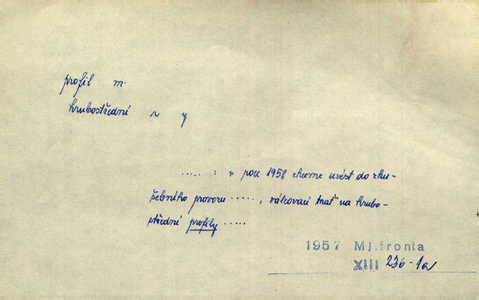 profil m.
hrubostřední v y
..... : v roce 1958 chceme uvést do zku-
šebního provozu ....., válcovací trať na hrubo-
střední profily .....
1957 Ml.fronta
XIII 236-1a